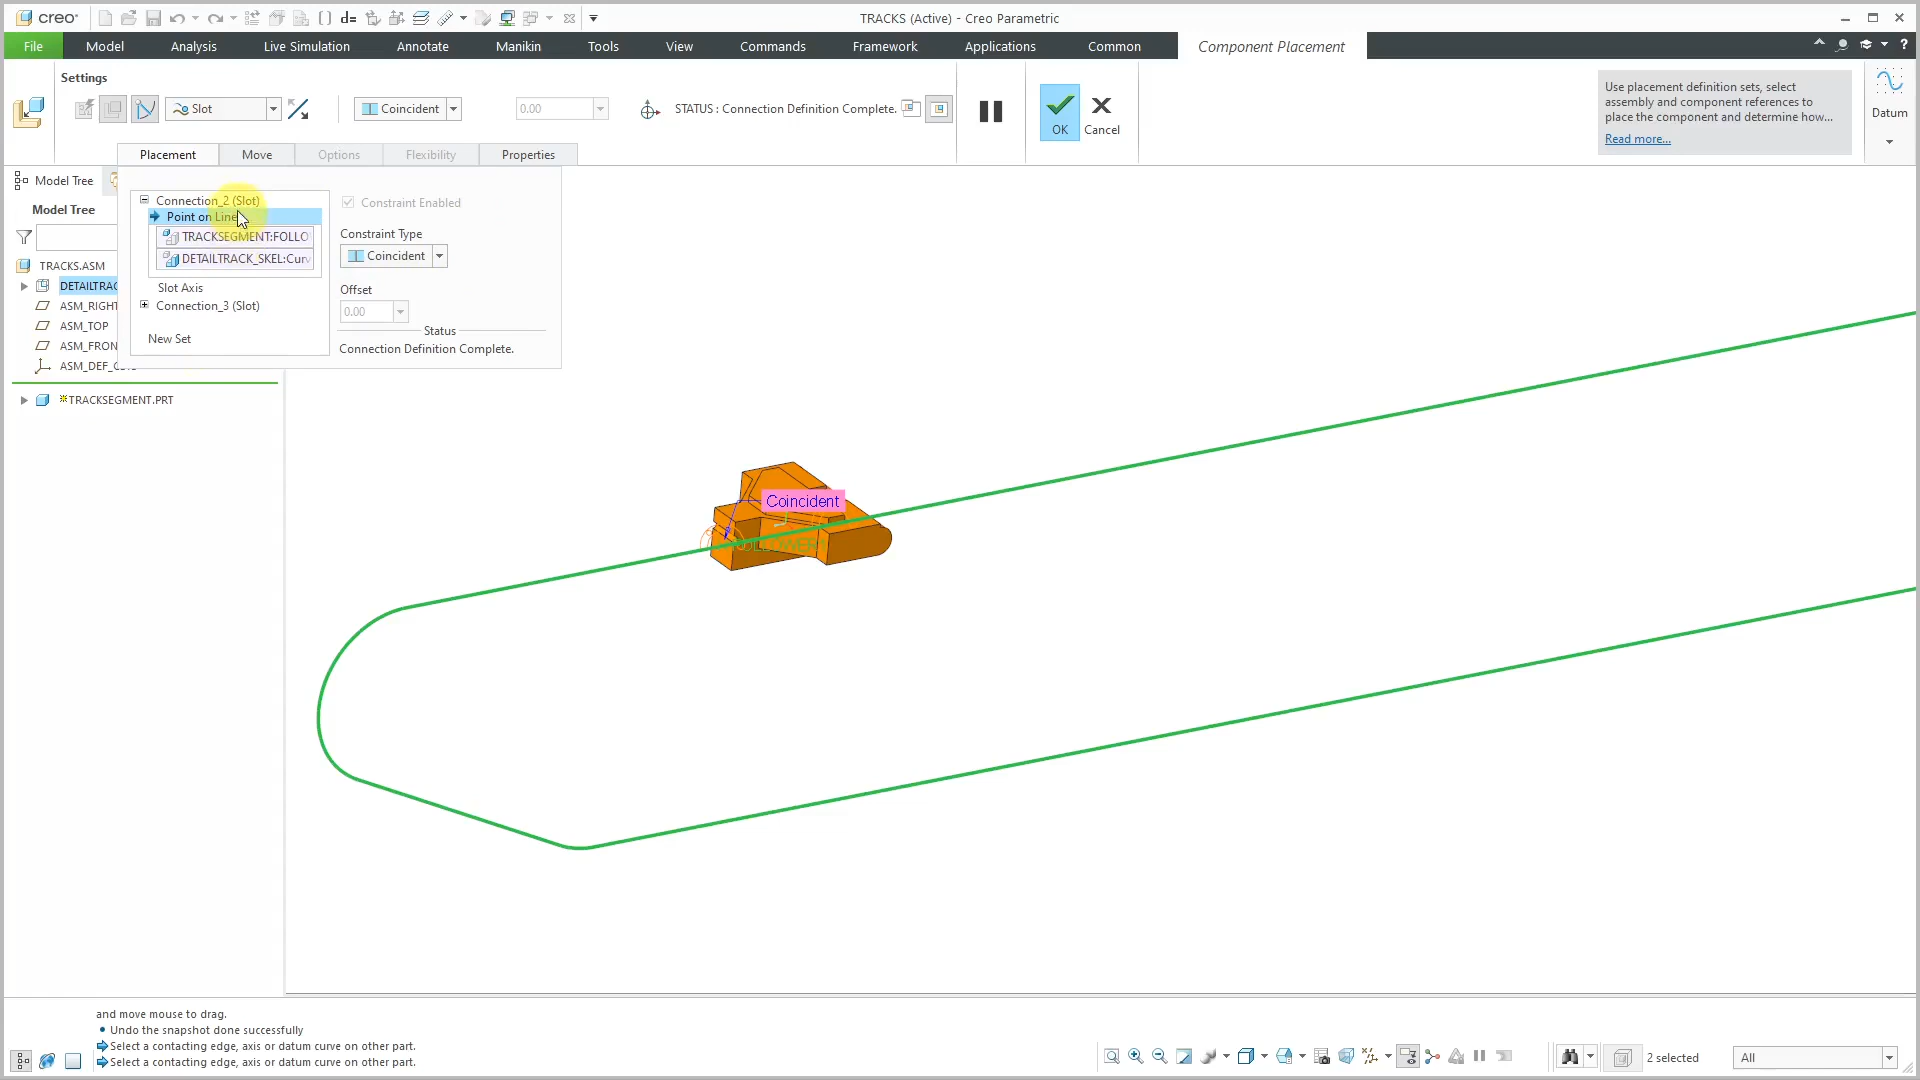 creo
d=
TRACKS (Active) - Creo Parametric
File
Model
Analysis
Live Simulation
Annotate
Manikin
Tools
View
Commands
Framework
Applications
Common
Component Placement
Settings
Slot
Coincident
0.00
STATUS : Connection Definition Complete.
OK
Cancel
Use placement definition sets, select
assembly and component references to
place the component and determine how...
Read more...
Datum
Placement
Move
Options
Flexibility
Properties
Model Tree
Model Tree
Connection_2 (Slot)
Point on Line
TRACKSEGMENT:FOLLO
DETAILTRACK_SKEL:Curv
Slot Axis
Connection_3 (Slot)
New Set
Constraint Enabled
Constraint Type
Coincident
Offset
0.00
Status
Connection Definition Complete.
TRACKS.ASM
DETAILTRAC
ASM_RIGHT
ASM_TOP
ASM_FRON
TRACKSEGMENT.PRT
Coincident
and move mouse to drag.
• Undo the snapshot done successfully
Select a contacting edge, axis or datum curve on other part.
Select a contacting edge, axis or datum curve on other part.
2 selected
All